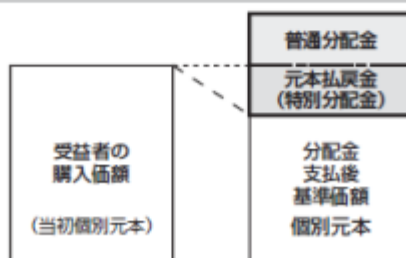 普通分配金
元本払戻金
（特別分配金）
受益者の
購入価額
（当初個別元本）
分配金
支払後
基準価額
個別元本